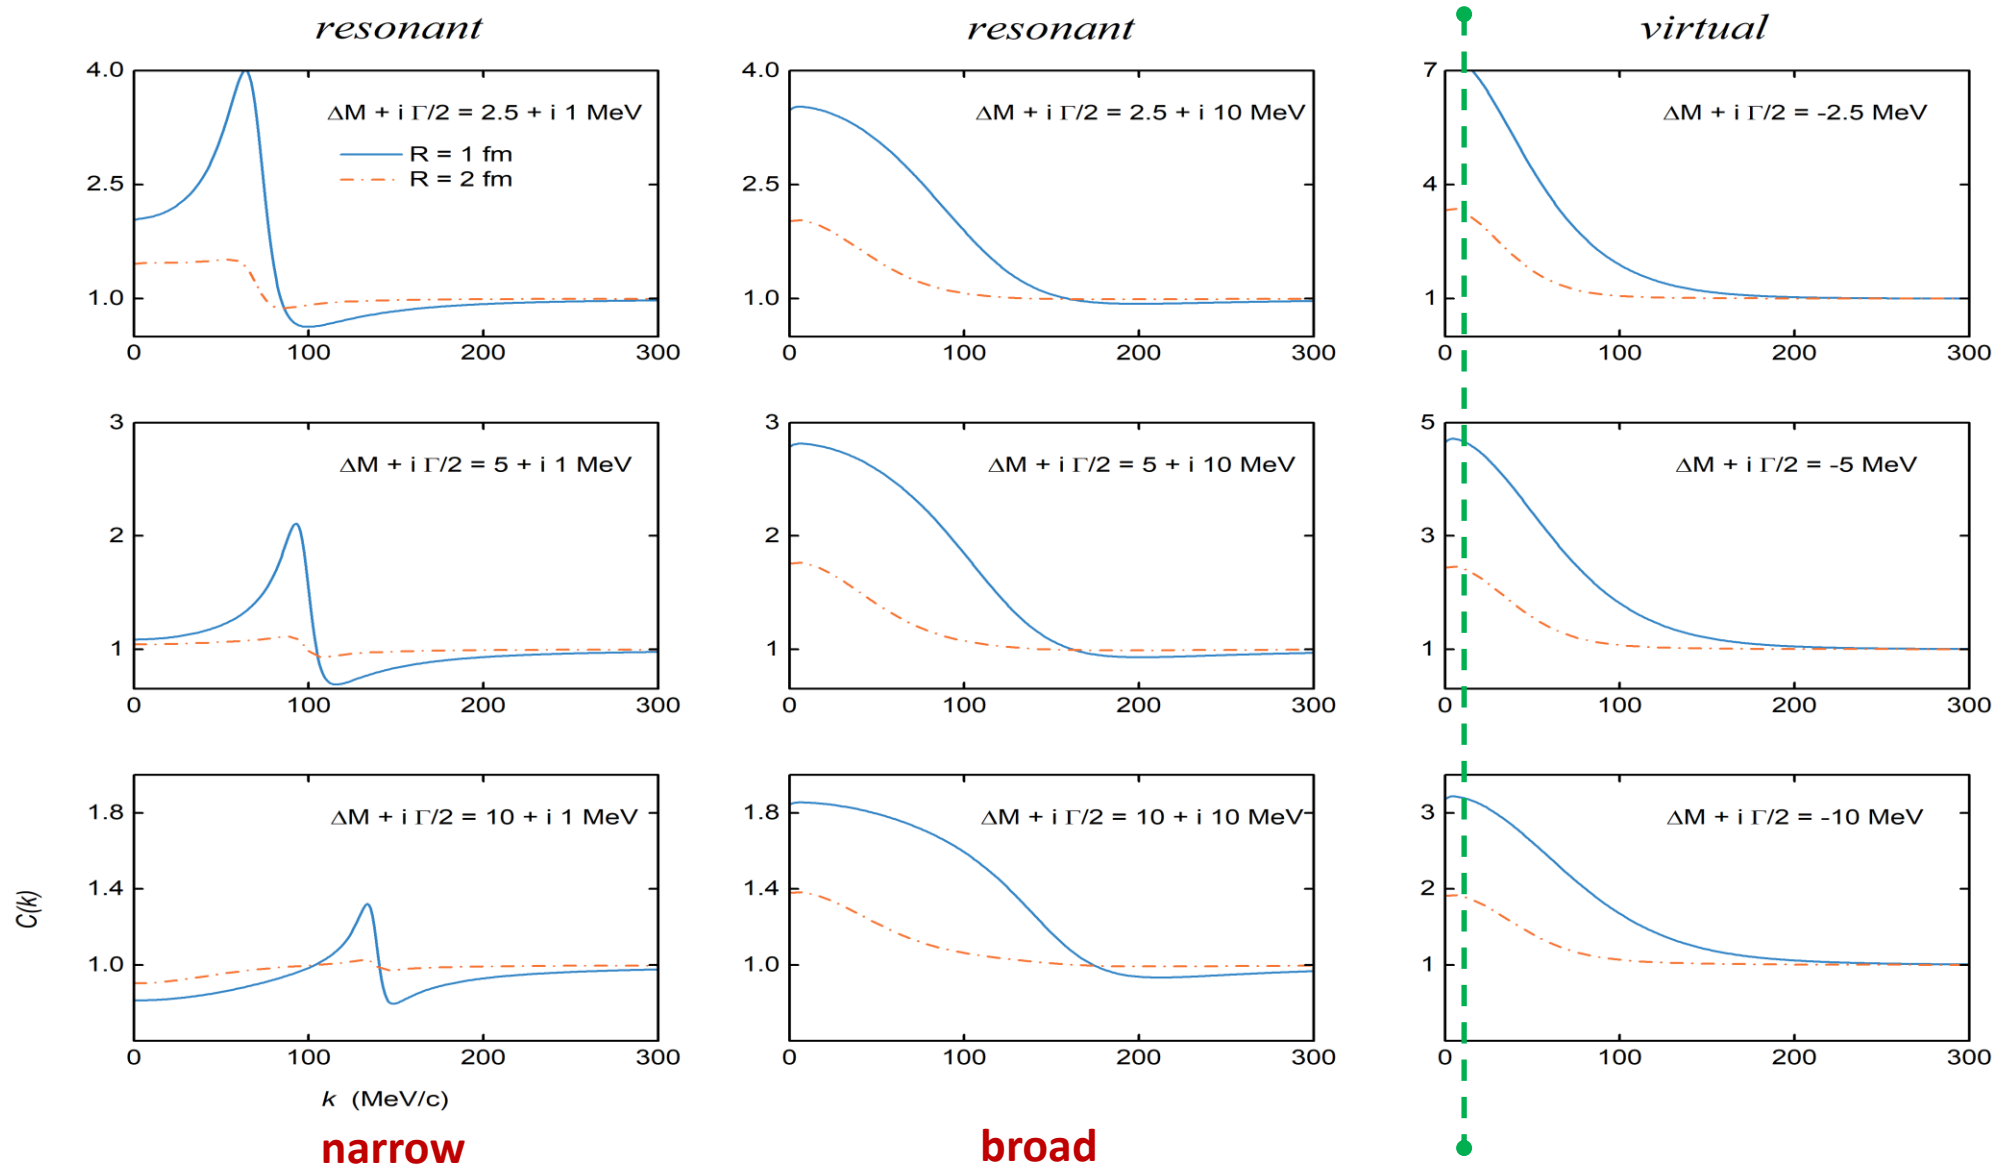 resonant resonant virtual
4.0 4.0 7
ΔM + i Γ/2 = 2.5 + i 1 MeV ΔM + i Γ/2 = 2.5 + i 10 MeV ΔM + i Γ/2 = -2.5 MeV
R = 1 fm
R = 2 fm
2.5 2.5 4
1.0 1.0 1
0 100 200 300 0 100 200 300 0 100 200 300
3 3 5
ΔM + i Γ/2 = 5 + i 1 MeV ΔM + i Γ/2 = 5 + i 10 MeV ΔM + i Γ/2 = -5 MeV
2 2 3
1 1 1
0 100 200 300 0 100 200 300 0 100 200 300
1.8 ΔM + i Γ/2 = 10 + i 1 MeV 1.8 ΔM + i Γ/2 = 10 + i 10 MeV 3 ΔM + i Γ/2 = -10 MeV
1.4 1.4 2
C(k)
1.0 1.0 1
0 100 200 300 0 100 200 300 0 100 200 300
k (MeV/c)
narrow broad